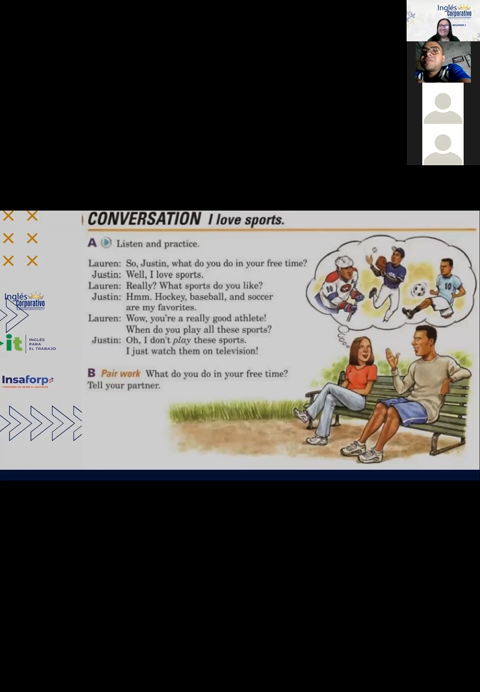 Inglés
Corporativo
CONVERSATION I love sports.
A Listen and practice.
Lauren: So, Justin, what do you do in your free time?
Justin: Well, I love sports.
Lauren: Really? What sports do you like?
Justin: Hmm. Hockey, baseball, and soccer
are my favorites.
Lauren: Wow, you're a really good athlete!
When do you play all these sports?
Justin: Oh, I don't play these sports.
I just watch them on television!
B Pair work What do you do in your free time?
Tell your partner.
Inglés
Corporativo
it INGLÉS
PARA
EL TRABAJO
Insaforp
10
10